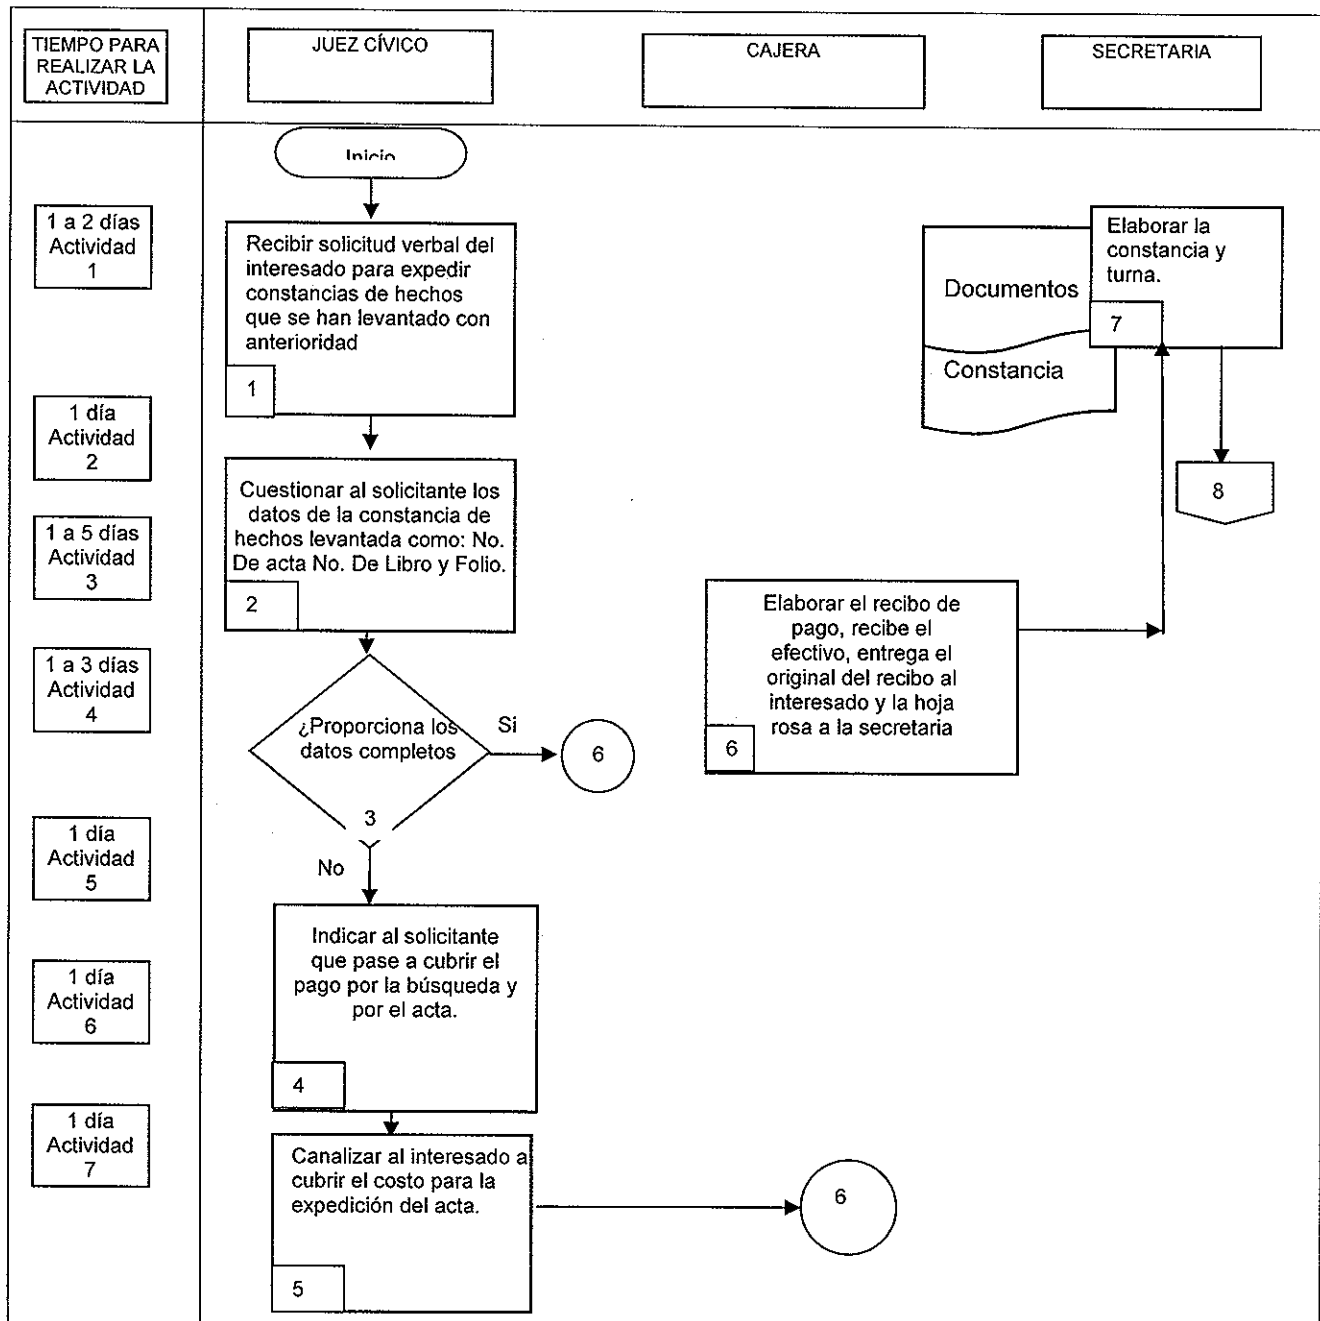 TIEMPO PARA
REALIZAR LA
ACTIVIDAD
JUEZ CÍVICO
CAJERA
SECRETARIA
Inicio
1 a 2 días
Actividad
1
Recibir solicitud verbal del
interesado para expedir
constancias de hechos
que se han levantado con
anterioridad
1
Elaborar la
constancia y
turna.
7
Documentos
Constancia
8
1 día
Actividad
2
Cuestionar al solicitante los
datos de la constancia de
hechos levantada como: No.
De acta No. De Libro y Folio.
2
1 a 5 días
Actividad
3
Elaborar el recibo de
pago, recibe el
efectivo, entrega el
original del recibo al
interesado y la hoja
rosa a la secretaria
6
1 a 3 días
Actividad
4
¿Proporciona los
datos completos
3
Si
6
No
1 día
Actividad
5
Indicar al solicitante
que pase a cubrir el
pago por la búsqueda y
por el acta.
4
1 día
Actividad
6
1 día
Actividad
7
Canalizar al interesado a
cubrir el costo para la
expedición del acta.
5
6